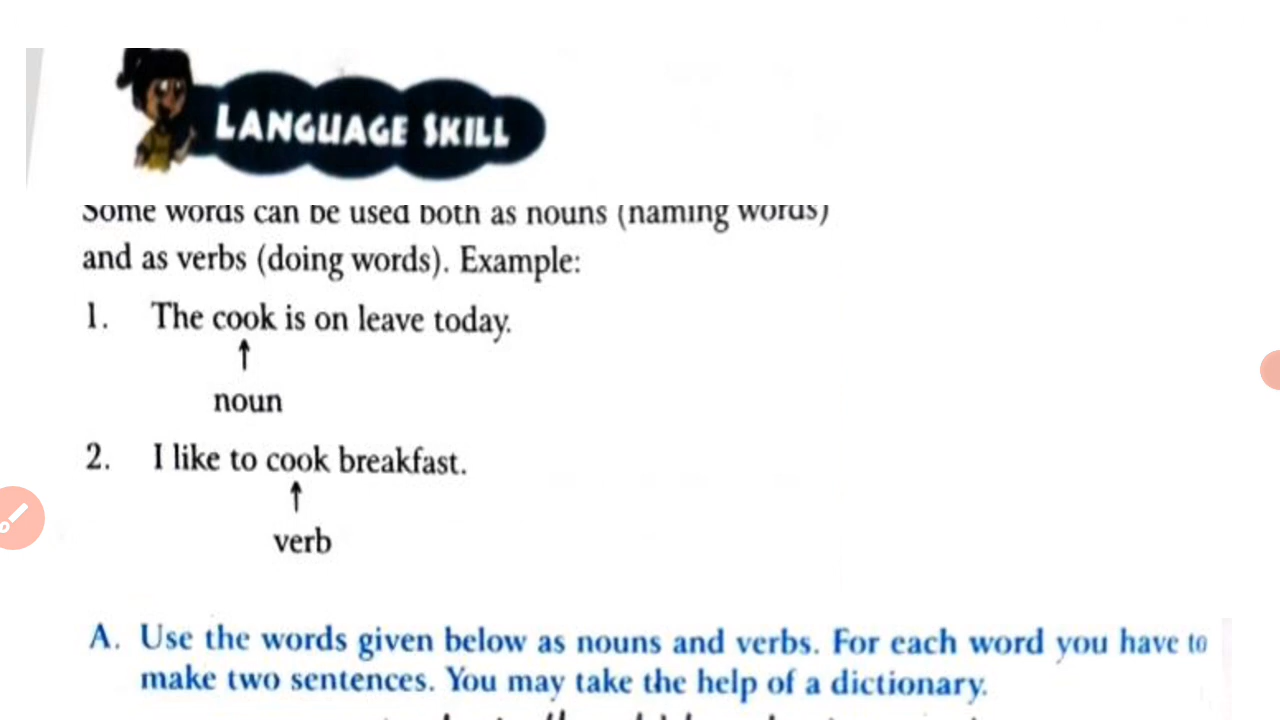 LANGUAGE SKILL
Some words can be used both as nouns (naming words)
and as verbs (doing words). Example:
1. The cook is on leave today.
↑
noun
2. I like to cook breakfast.
↑
verb
A. Use the words given below as nouns and verbs. For each word you have to
make two sentences. You may take the help of a dictionary.